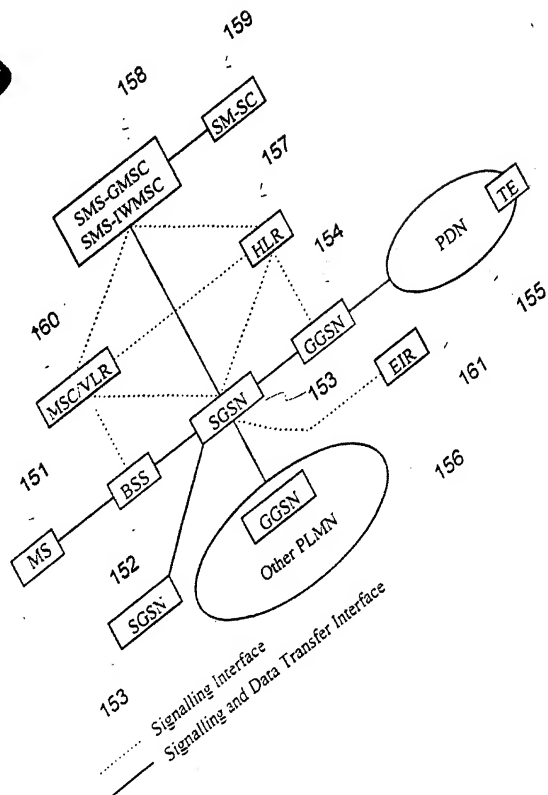 159
158
SM-SC
SMS-GMSC
SMS-IWMSC
157
HLR
154
PDN
TE
155
160
MSC/VLR
GGSN
EIR
161
153
SGSN
151
BSS
MS
152
156
GGSN
Other PLMN
SGSN
153
Signalling Interface
Signalling and Data Transfer Interface